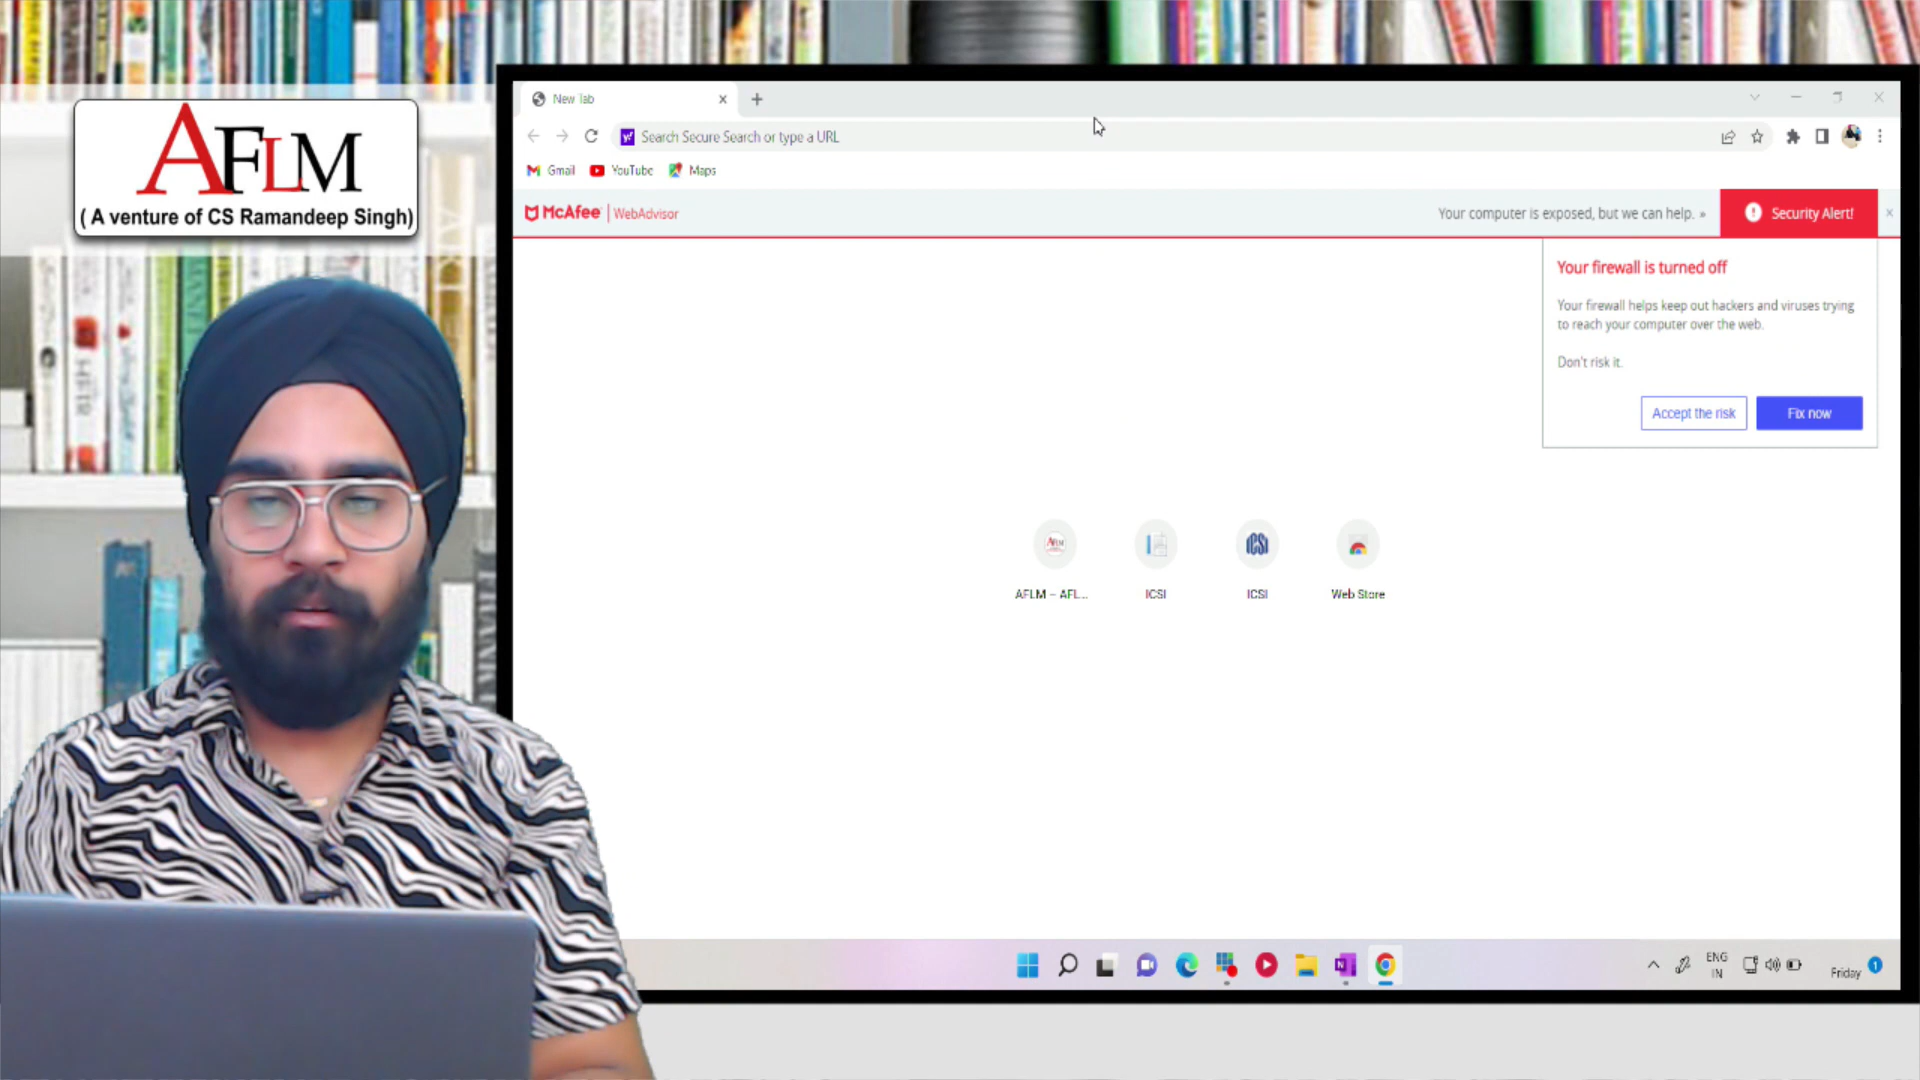 AFLM
( A venture of CS Ramandeep Singh)
New Tab
Search Secure Search or type a URL
Gmail
YouTube
Maps
McAfee | WebAdvisor
Your computer is exposed, but we can help. »
Security Alert!
Your firewall is turned off
Your firewall helps keep out hackers and viruses trying
to reach your computer over the web.
Don't risk it.
Accept the risk
Fix now
AFLM – AFL...
ICSI
ICSI
Web Store
ENG
IN
Friday
1